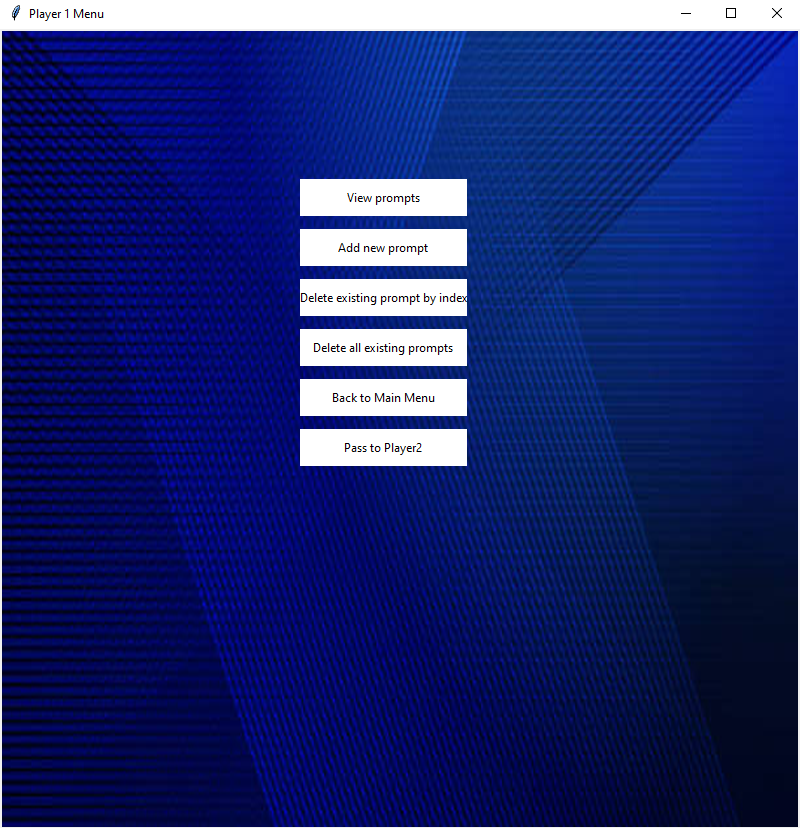 Player 1 Menu
View prompts
Add new prompt
Delete existing prompt by index
Delete all existing prompts
Back to Main Menu
Pass to Player2